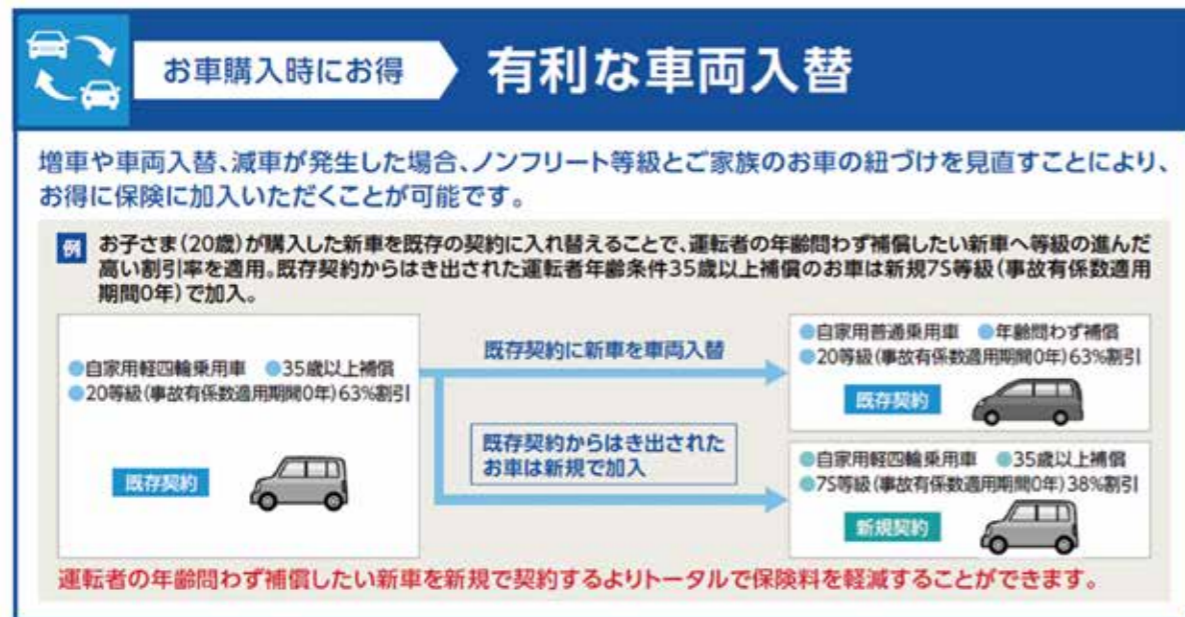 お車購入時にお得
有利な車両入替
増車や車両入替、減車が発生した場合、ノンフリート等級とご家族のお車の紐づけを見直すことにより、
お得に保険に加入いただくことが可能です。
例 お子さま(20歳)が購入した新車を既存の契約に入れ替えることで、運転者の年齢問わず補償したい新車へ等級の進んだ
高い割引率を適用。既存契約からはき出された運転者年齢条件35歳以上補償のお車は新規7S等級(事故有係数適用
期間0年)で加入。
●自家用軽四輪乗用車 ●35歳以上補償
●20等級(事故有係数適用期間0年)63%割引
既存契約
既存契約に新車を車両入替
既存契約からはき出された
お車は新規で加入
●自家用普通乗用車 ●年齢問わず補償
●20等級(事故有係数適用期間0年)63%割引
既存契約
●自家用軽四輪乗用車 ●35歳以上補償
●7S等級(事故有係数適用期間0年)38%割引
新規契約
運転者の年齢問わず補償したい新車を新規で契約するよりトータルで保険料を軽減することができます。